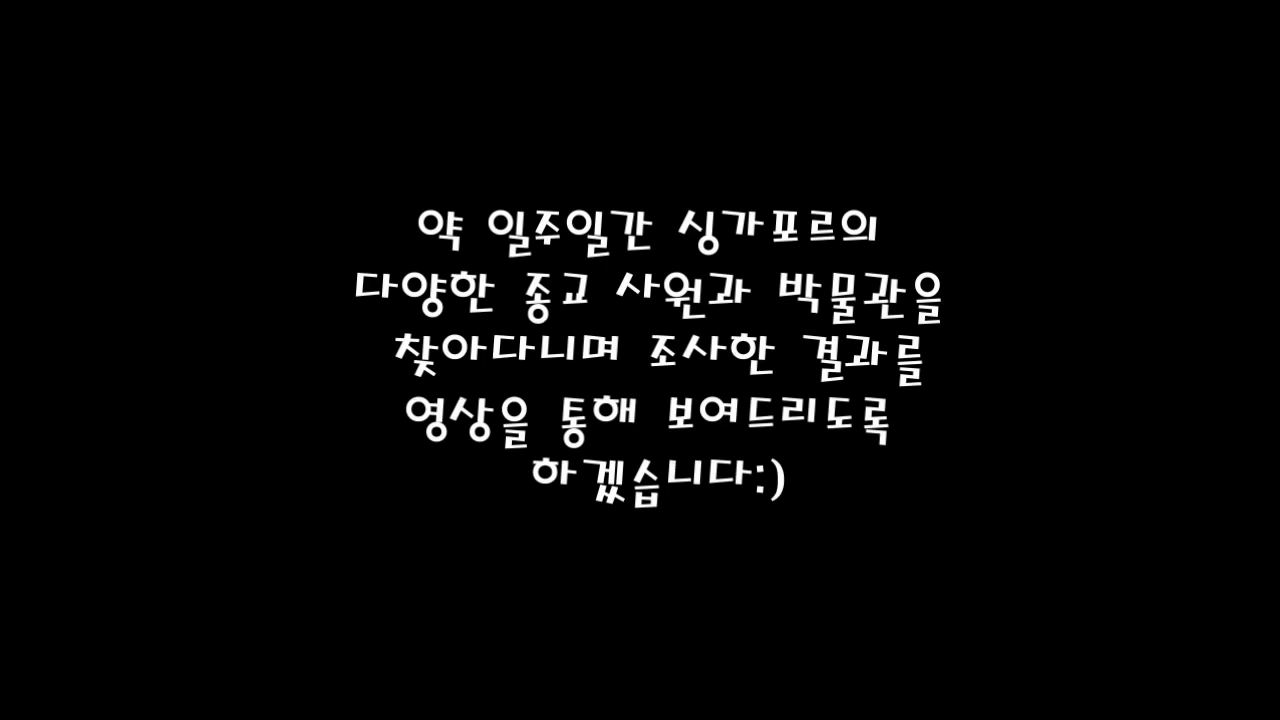 약 일주일간 싱가포르의
다양한 종교 사원과 박물관을
찾아다니며 조사한 결과를
영상을 통해 보여드리도록
하겠습니다:)